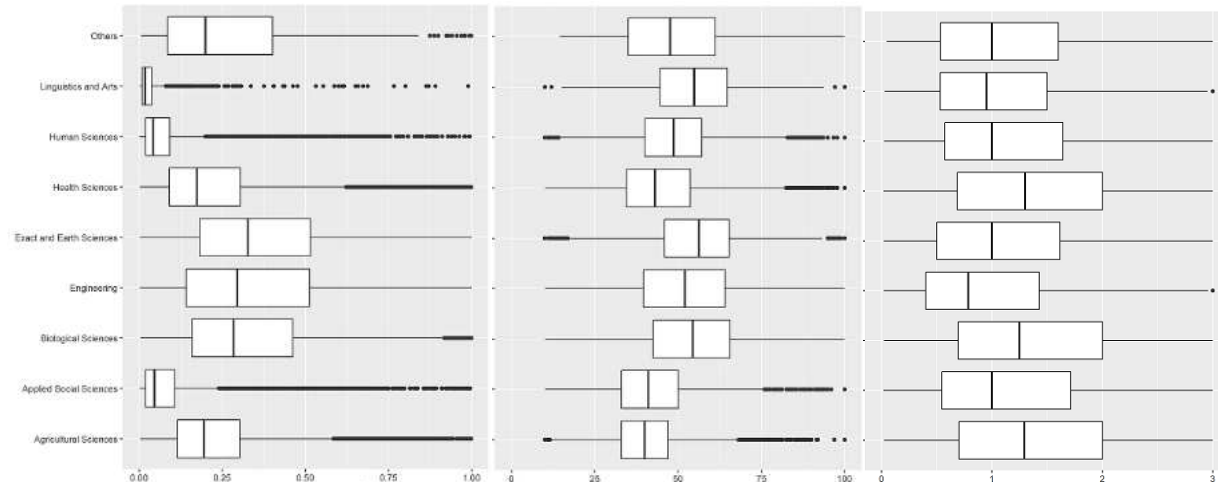 Others
Linguistics and Arts
Human Sciences
Health Sciences
Exact and Earth Sciences
Engineering
Biological Sciences
Applied Social Sciences
Agricultural Sciences
0.00 0.25 0.50 0.75 1.00 0 25 50 75 100 0 1 2 3